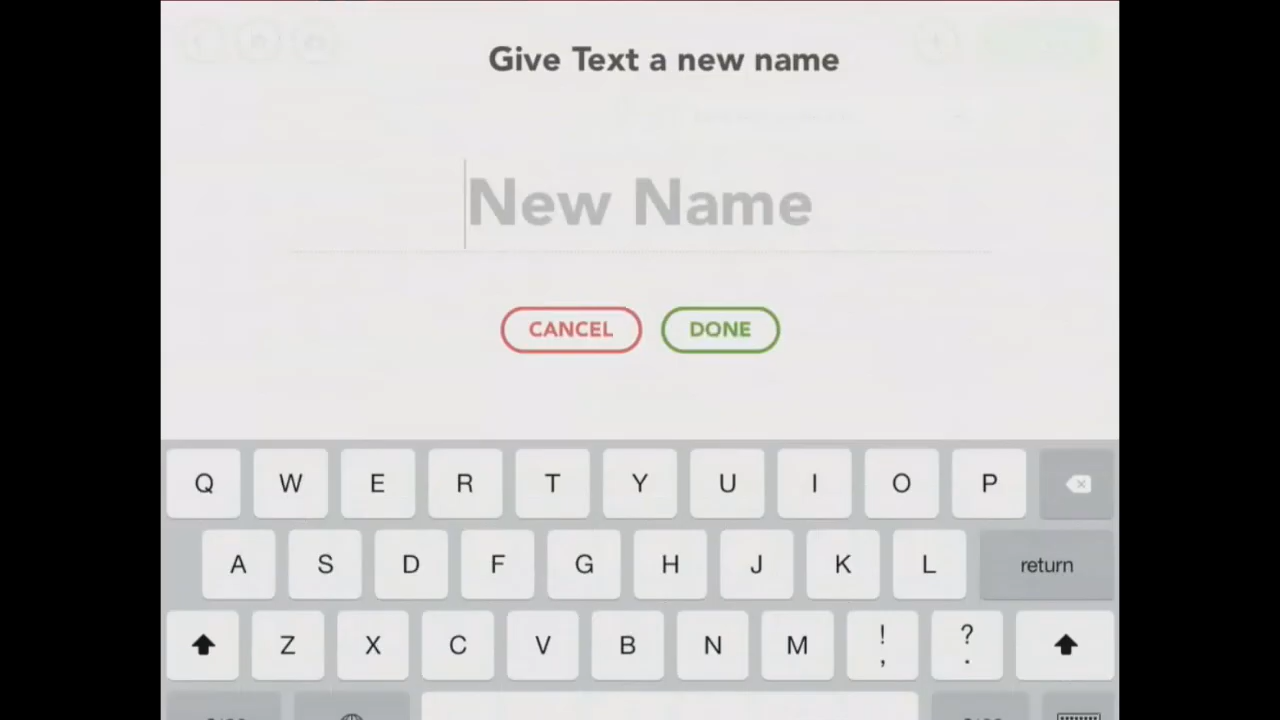 Give Text a new name
New Name
CANCEL DONE
Q W E R T Y U I O P
A S D F G H J K L return
Z X C V B N M ! , ? .